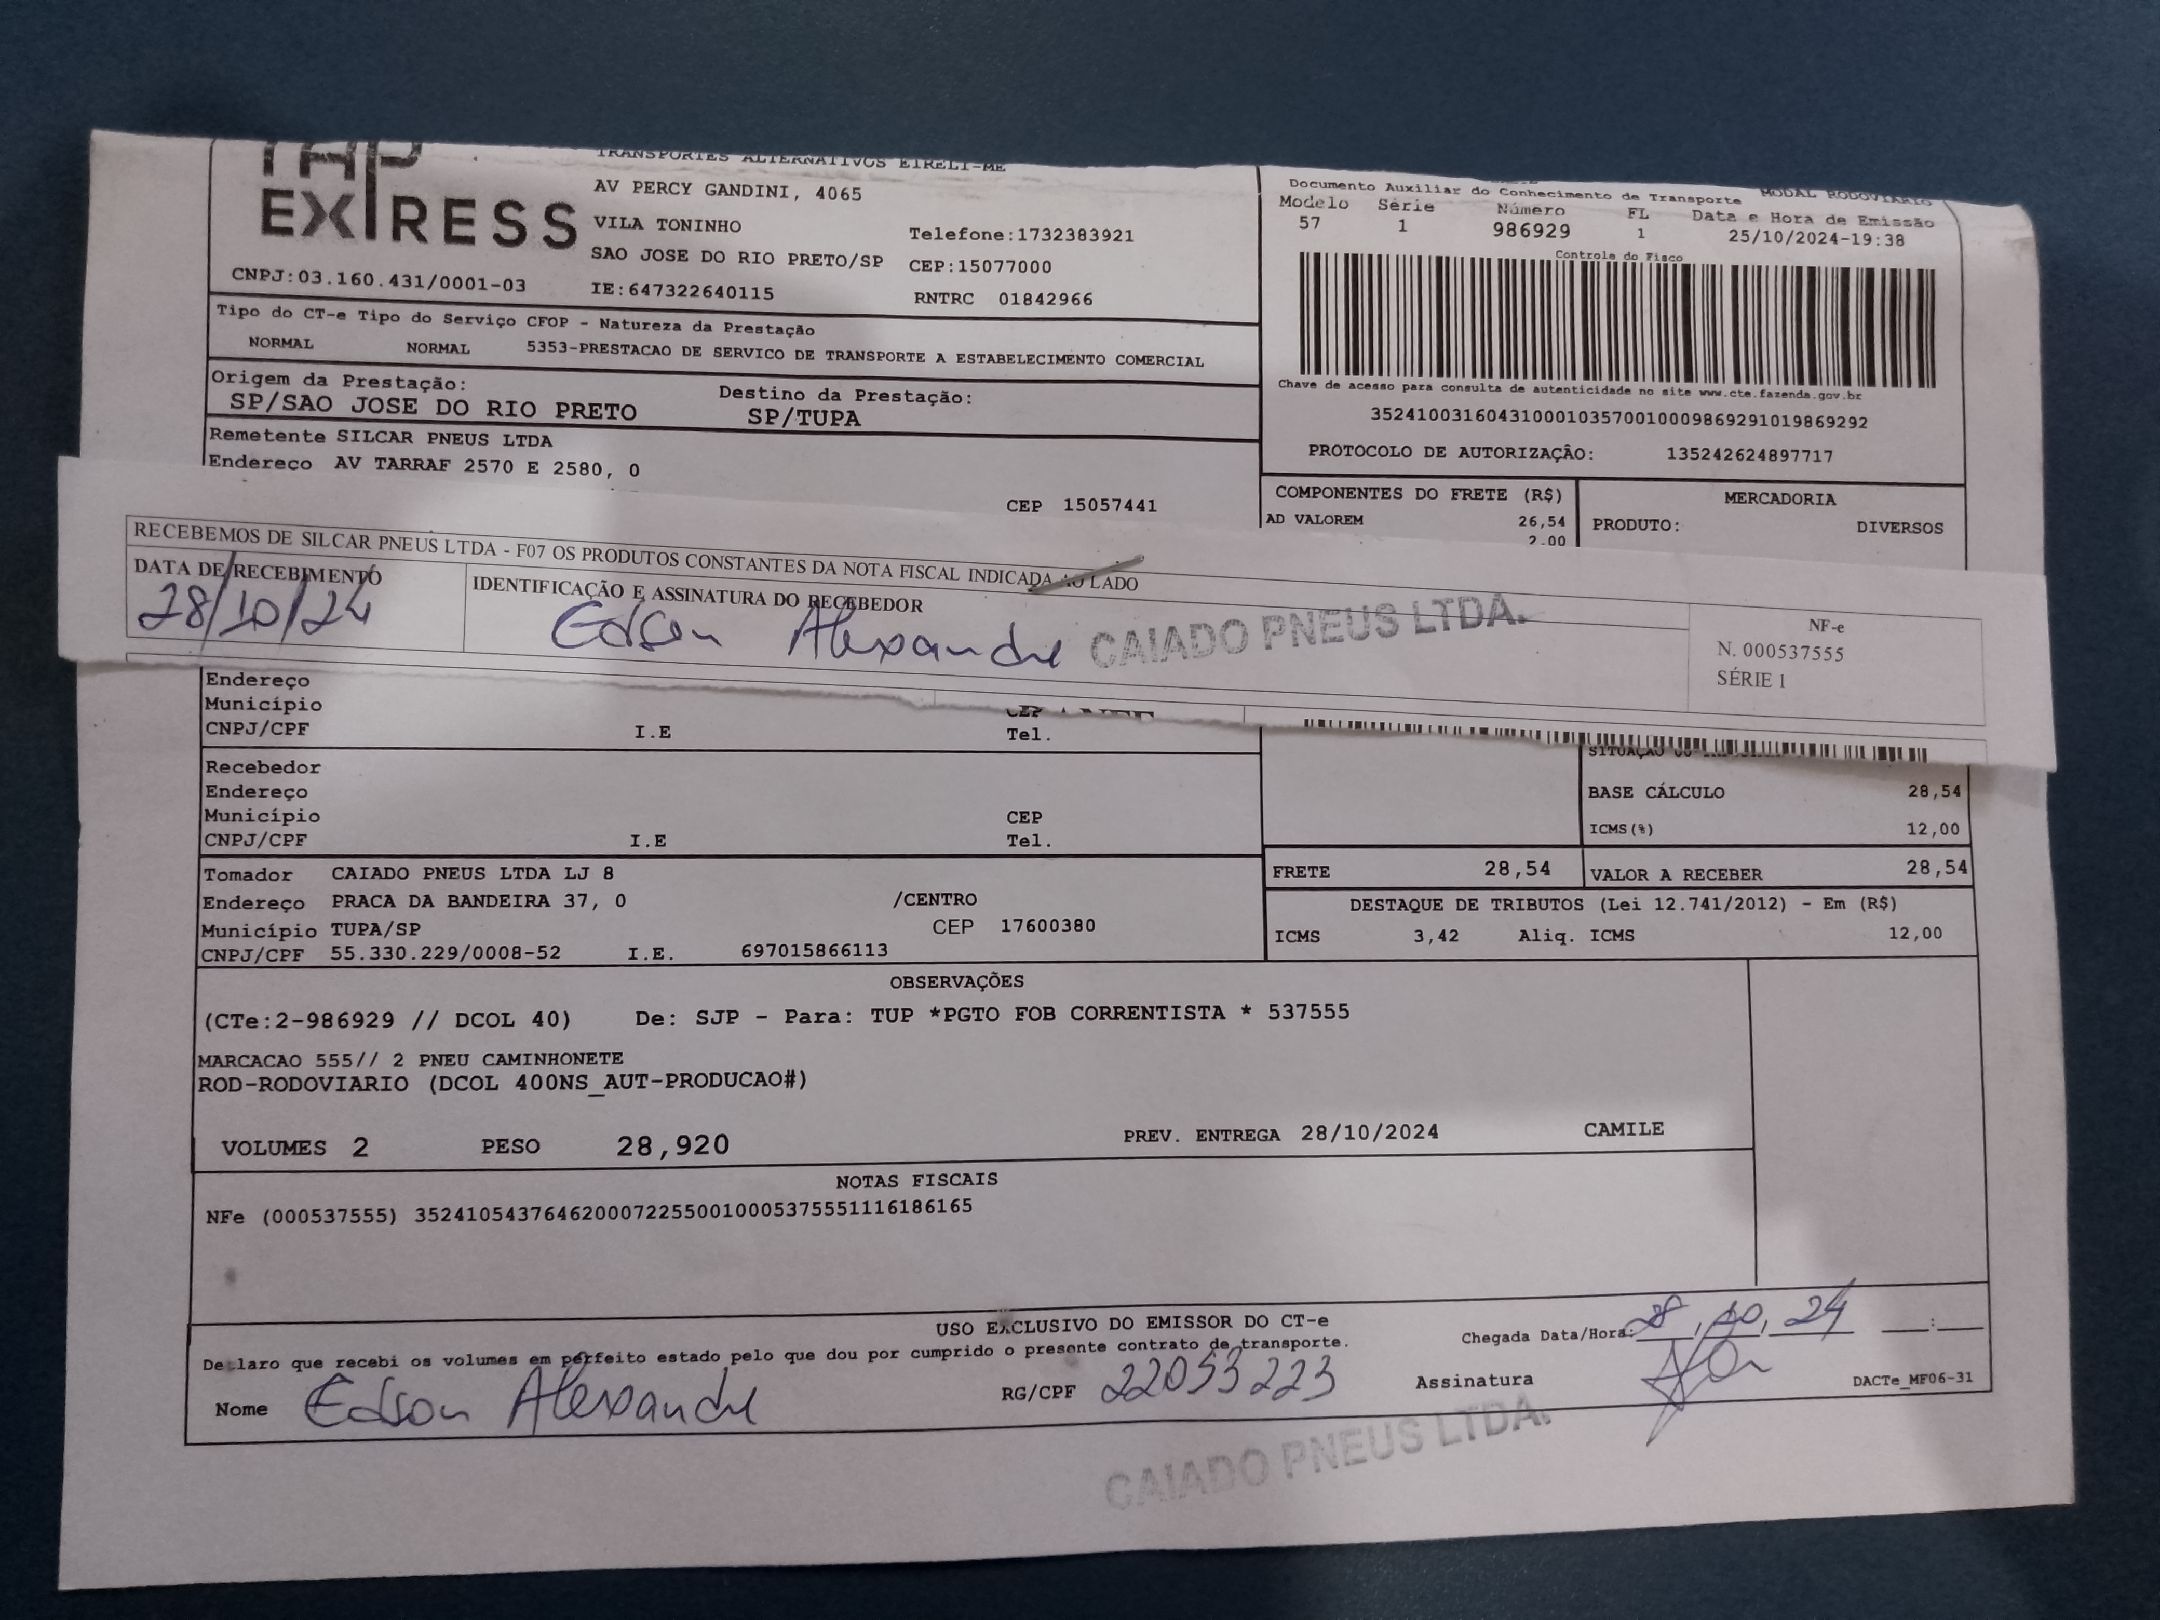 TAP
EXPRESS
TRANSPORTES ALTERNATIVOS EIRELI-ME
AV PERCY GANDINI, 4065
VILA TONINHO
Telefone:1732383921
SAO JOSE DO RIO PRETO/SP CEP:15077000
CNPJ:03.160.431/0001-03 IE:647322640115 RNTRC 01842966
Documento Auxiliar do Conhecimento de Transporte MODAL RODOVIARIO
Modelo Série Número FL Data e Hora de Emissão
57 1 986929 1 25/10/2024-19:38
Controle do Fisco
Chave de acesso para consulta de autenticidade no site www.cte.fazenda.gov.br
35241003160431000103570010009869291019869292
PROTOCOLO DE AUTORIZAÇÃO: 135242624897717
Tipo do CT-e Tipo do Serviço CFOP - Natureza da Prestação
NORMAL NORMAL 5353-PRESTACAO DE SERVICO DE TRANSPORTE A ESTABELECIMENTO COMERCIAL
Origem da Prestação: Destino da Prestação:
SP/SAO JOSE DO RIO PRETO SP/TUPA
Remetente SILCAR PNEUS LTDA
Endereco AV TARRAF 2570 E 2580, 0
CEP 15057441
COMPONENTES DO FRETE (R$) MERCADORIA
AD VALOREM 26,54 PRODUTO: DIVERSOS
2,00
RECEBEMOS DE SILCAR PNEUS LTDA - F07 OS PRODUTOS CONSTANTES DA NOTA FISCAL INDICADA AO LADO
DATA DE RECEBIMENTO IDENTIFICAÇÃO E ASSINATURA DO RECEBEDOR
28/10/24 Edson Alexandre CAIADO PNEUS LTDA.
NF-e
N. 000537555
SÉRIE 1
Endereço
Município CEP
CNPJ/CPF I.E Tel.
Recebedor
Endereço
Município CEP
CNPJ/CPF I.E Tel.
BASE CÁLCULO 28,54
ICMS(%) 12,00
FRETE 28,54 VALOR A RECEBER 28,54
Tomador CAIADO PNEUS LTDA LJ 8
Endereço PRACA DA BANDEIRA 37, 0 /CENTRO
Município TUPA/SP CEP 17600380
CNPJ/CPF 55.330.229/0008-52 I.E. 697015866113
DESTAQUE DE TRIBUTOS (Lei 12.741/2012) - Em (R$)
ICMS 3,42 Aliq. ICMS 12,00
OBSERVAÇÕES
(CTe:2-986929 // DCOL 40) De: SJP - Para: TUP *PGTO FOB CORRENTISTA * 537555
MARCACAO 555// 2 PNEU CAMINHONETE
ROD-RODOVIARIO (DCOL 400NS_AUT-PRODUCAO#)
VOLUMES 2 PESO 28,920 PREV. ENTREGA 28/10/2024 CAMILE
NOTAS FISCAIS
NFe (000537555) 35241054376462000722550010005375551116186165
USO EXCLUSIVO DO EMISSOR DO CT-e
Declaro que recebi os volumes em perfeito estado pelo que dou por cumprido o presente contrato de transporte.
Chegada Data/Hora: 28, 10, 24 ___:___
Nome Edson Alexandre RG/CPF 22053223 Assinatura
DACTe_MF06-31
CAIADO PNEUS LTDA.